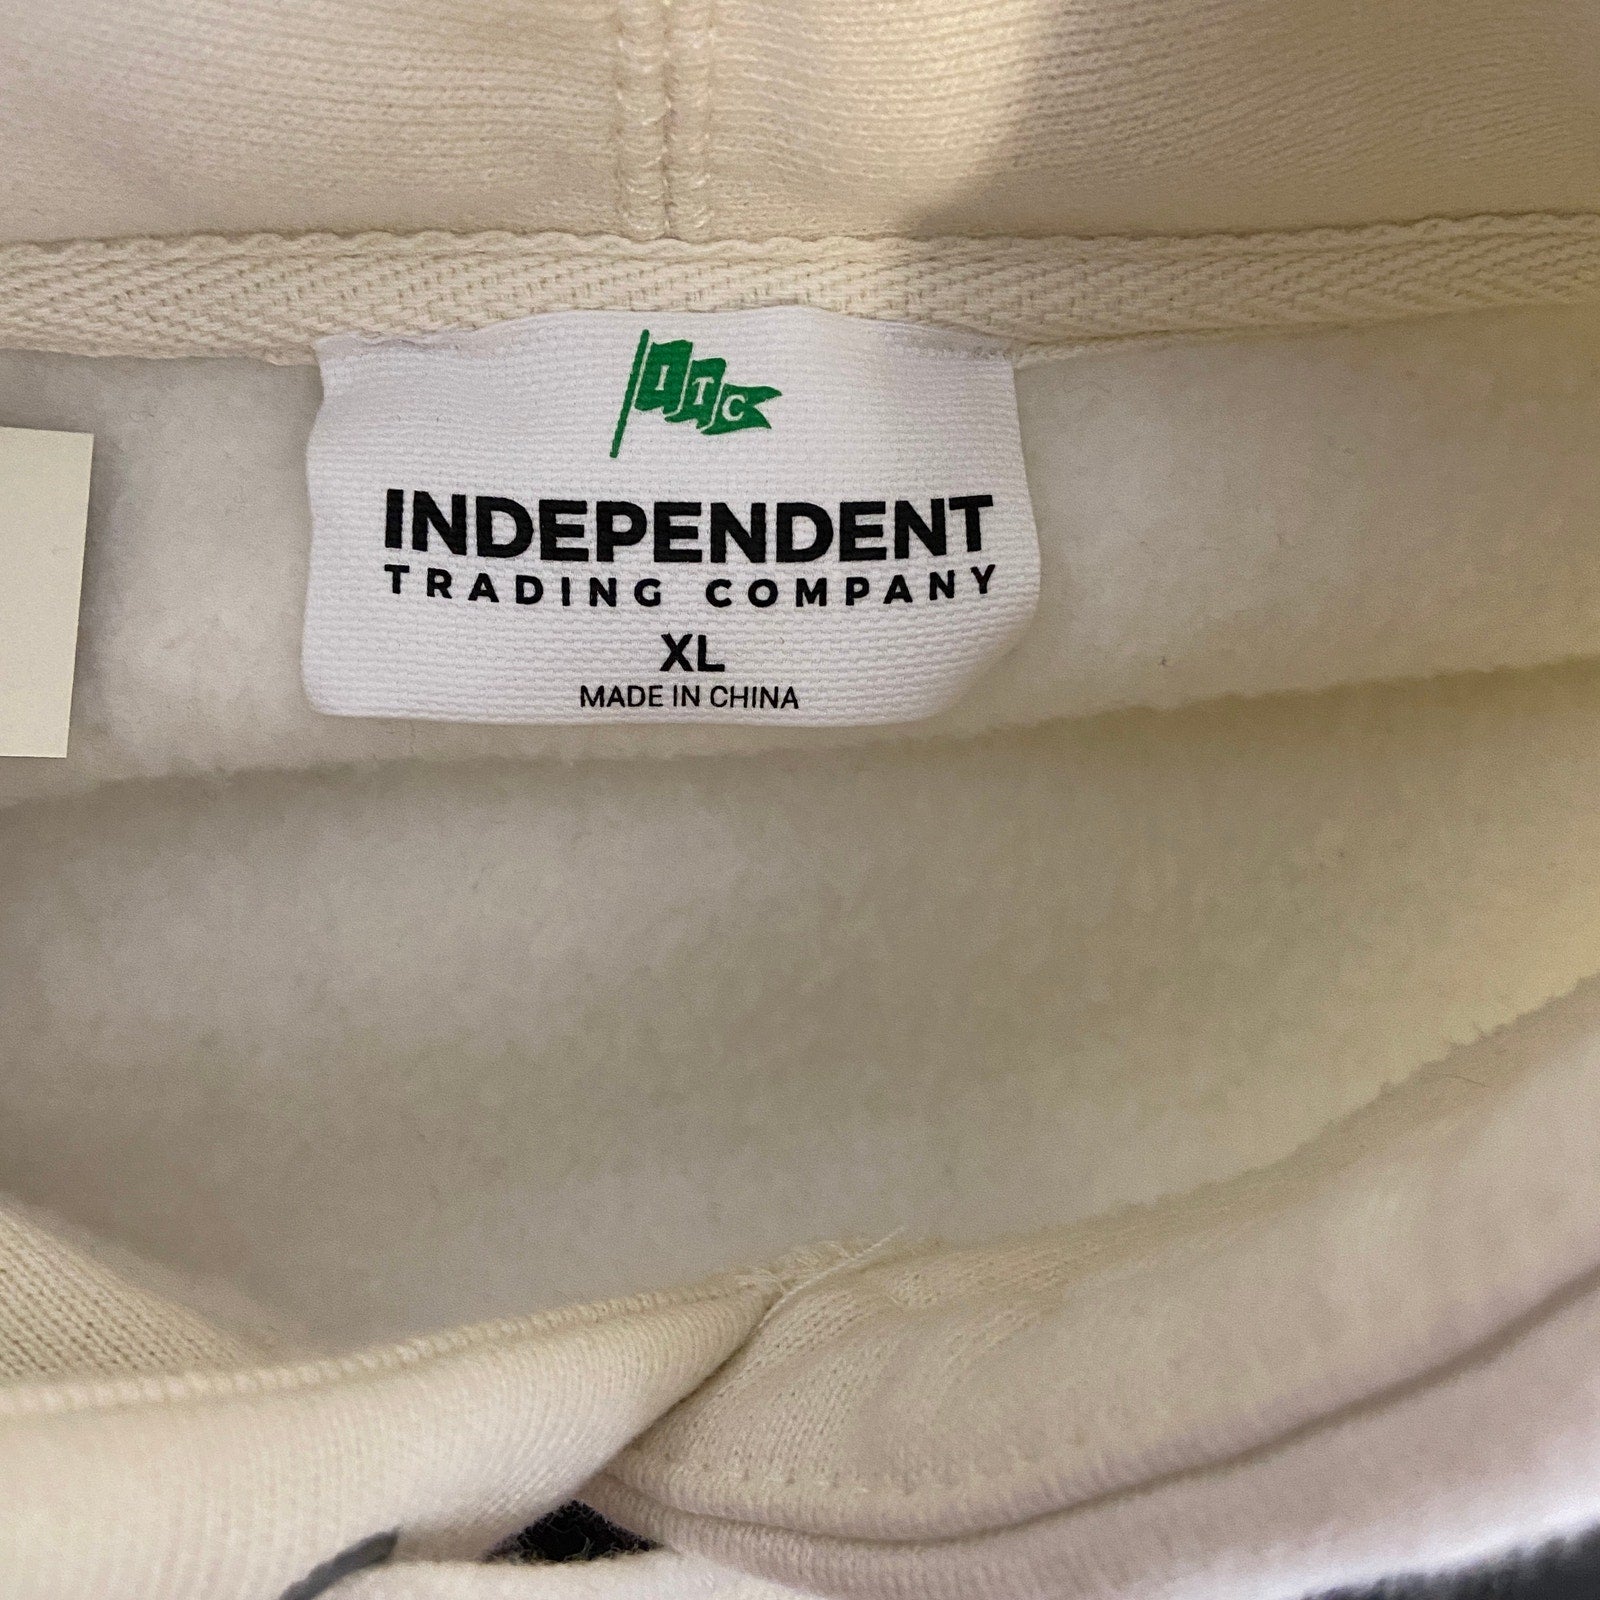 ITC
INDEPENDENT
TRADING COMPANY
XL
MADE IN CHINA